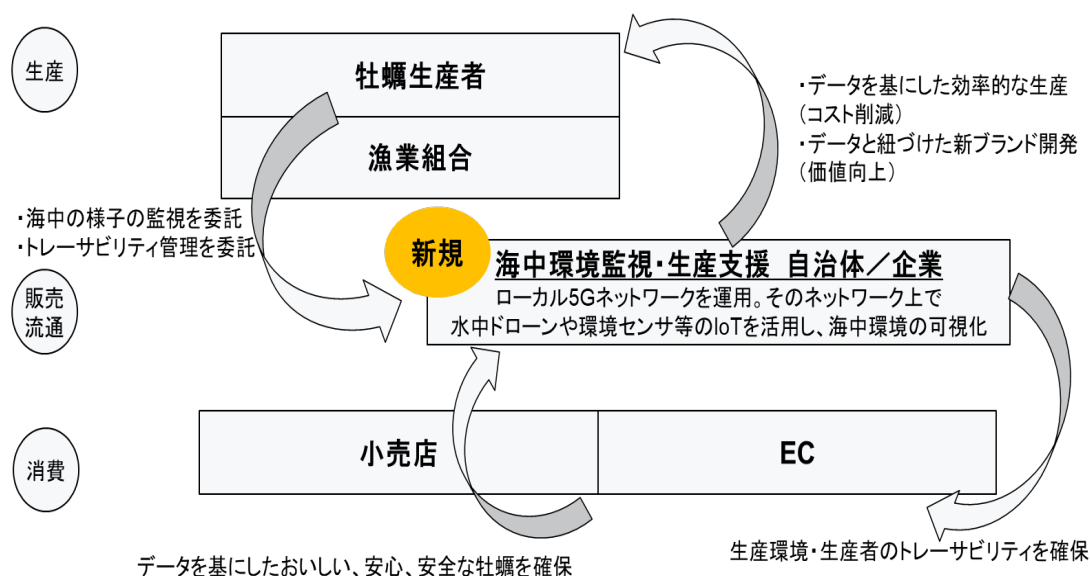 生産
牡蠣生産者
漁業組合
・データを基にした効率的な生産
(コスト削減)
・データと紐づけた新ブランド開発
(価値向上)
・海中の様子の監視を委託
・トレーサビリティ管理を委託
新規
販売
流通
海中環境監視・生産支援 自治体／企業
ローカル5Gネットワークを運用。そのネットワーク上で
水中ドローンや環境センサ等のIoTを活用し、海中環境の可視化
消費
小売店
EC
データを基にしたおいしい、安心、安全な牡蠣を確保
生産環境・生産者のトレーサビリティを確保